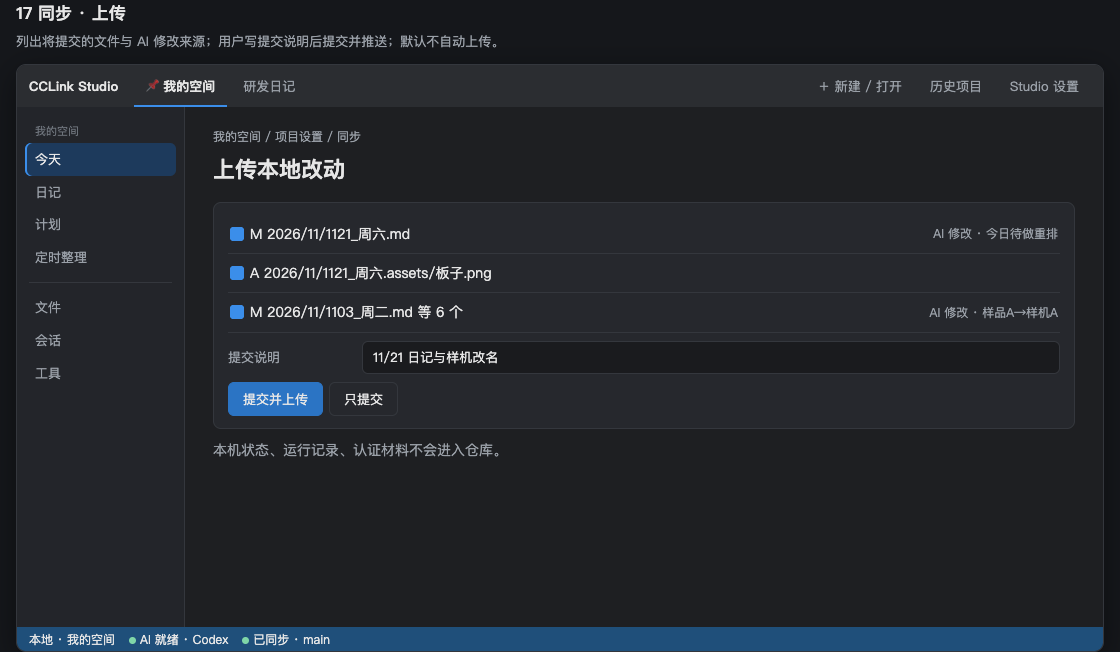 17 同步 · 上传
列出将提交的文件与 AI 修改来源；用户写提交说明后提交并推送；默认不自动上传。
CCLink Studio
📌 我的空间
研发日记
+ 新建 / 打开
历史项目
Studio 设置
我的空间
今天
日记
计划
定时整理
文件
会话
工具
我的空间 / 项目设置 / 同步
上传本地改动
M 2026/11/1121_周六.md
AI 修改 · 今日待做重排
A 2026/11/1121_周六.assets/板子.png
M 2026/11/1103_周二.md 等 6 个
AI 修改 · 样品A→样机A
提交说明
11/21 日记与样机改名
提交并上传
只提交
本机状态、运行记录、认证材料不会进入仓库。
本地 · 我的空间
AI 就绪 · Codex
已同步 · main